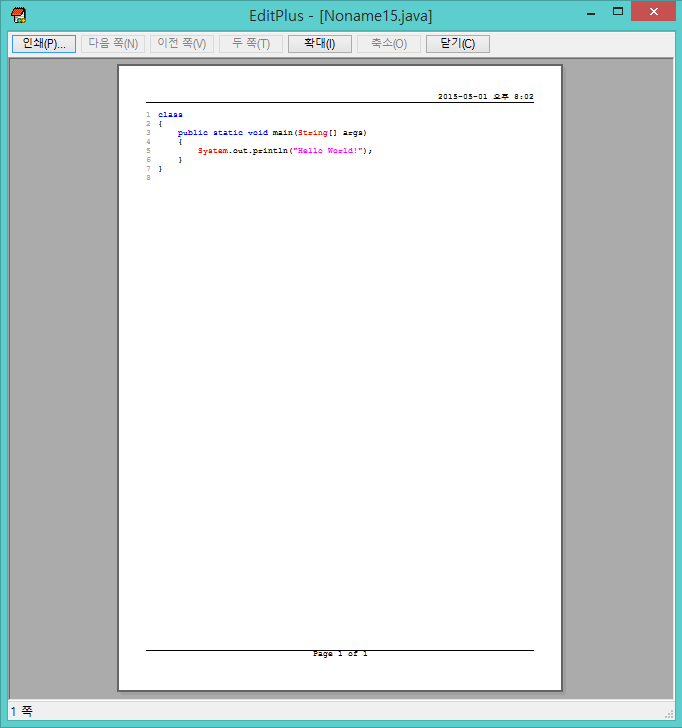 EditPlus - [Noname15.java]
인쇄(P)... 다음 쪽(N) 이전 쪽(V) 두 쪽(T) 확대(I) 축소(O) 닫기(C)
2015-05-01 오후 8:02
1 class
2 {
3 public static void main(String[] args)
4 {
5 System.out.println("Hello World!");
6 }
7 }
8
Page 1 of 1
1 쪽